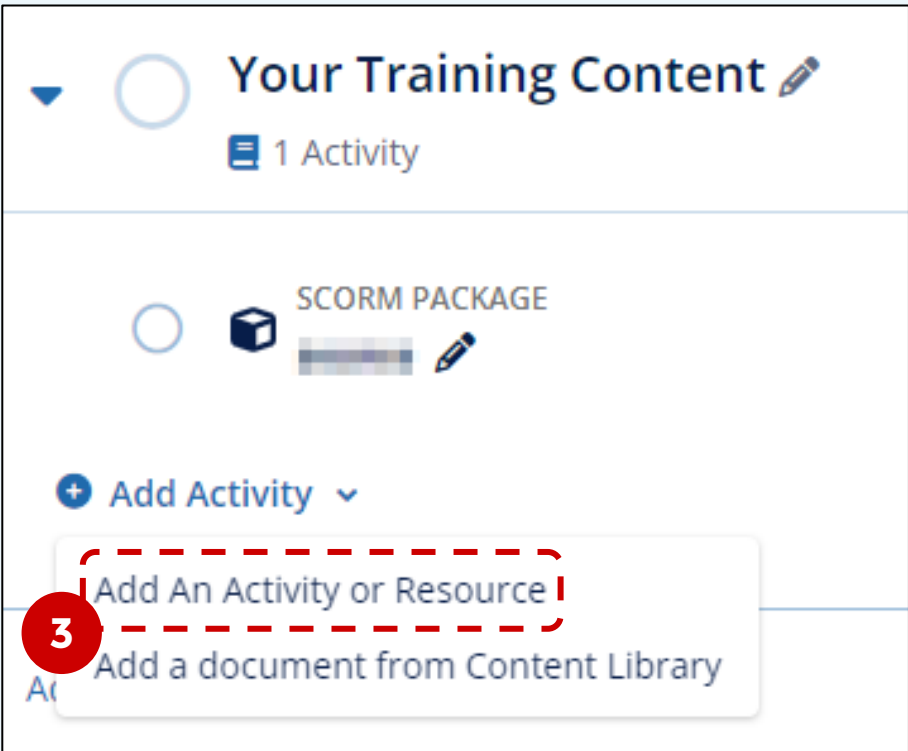 Your Training Content
1 Activity
SCORM PACKAGE
Add Activity
Add An Activity or Resource
3
Add a document from Content Library